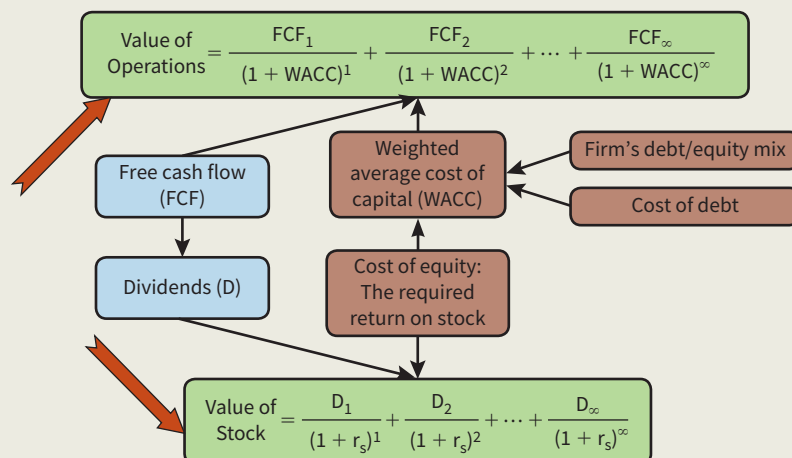 Value of Operations = FCF₁ / (1 + WACC)¹ + FCF₂ / (1 + WACC)² + ⋯ + FCF∞ / (1 + WACC)^∞
Free cash flow
(FCF)
Weighted
average cost of
capital (WACC)
Firm’s debt/equity mix
Cost of debt
Dividends (D)
Cost of equity:
The required
return on stock
Value of Stock = D₁ / (1 + rₛ)¹ + D₂ / (1 + rₛ)² + ⋯ + D∞ / (1 + rₛ)^∞